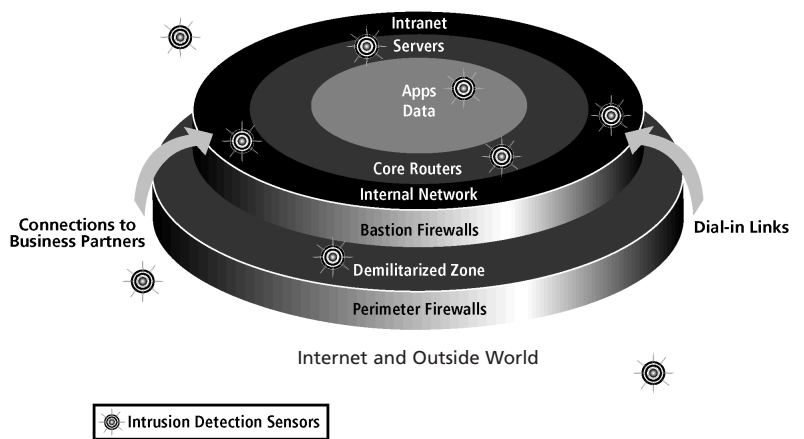 Intranet
Servers
Apps
Data
Core Routers
Internal Network
Bastion Firewalls
Connections to
Business Partners
Dial-in Links
Demilitarized Zone
Perimeter Firewalls
Internet and Outside World
Intrusion Detection Sensors